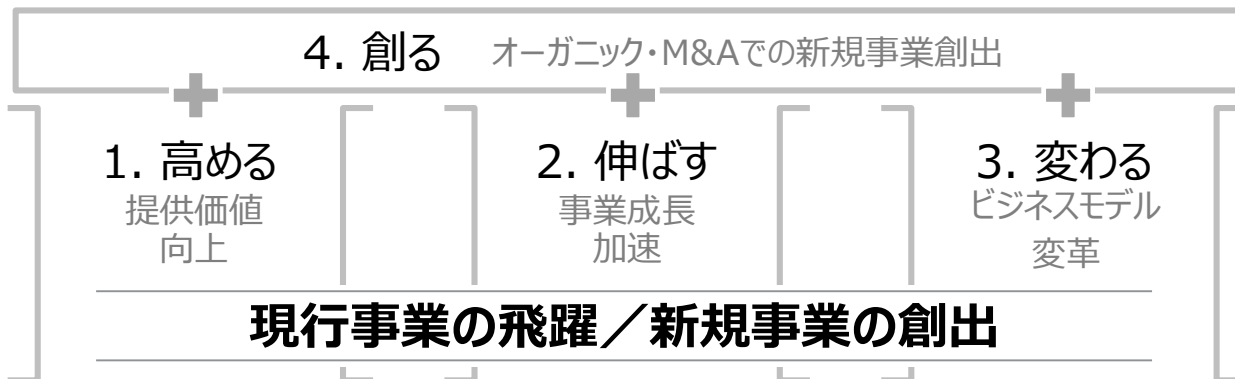 4. 創る オーガニック・M&Aでの新規事業創出
1. 高める
提供価値
向上
2. 伸ばす
事業成長
加速
3. 変わる
ビジネスモデル
変革
現行事業の飛躍／新規事業の創出